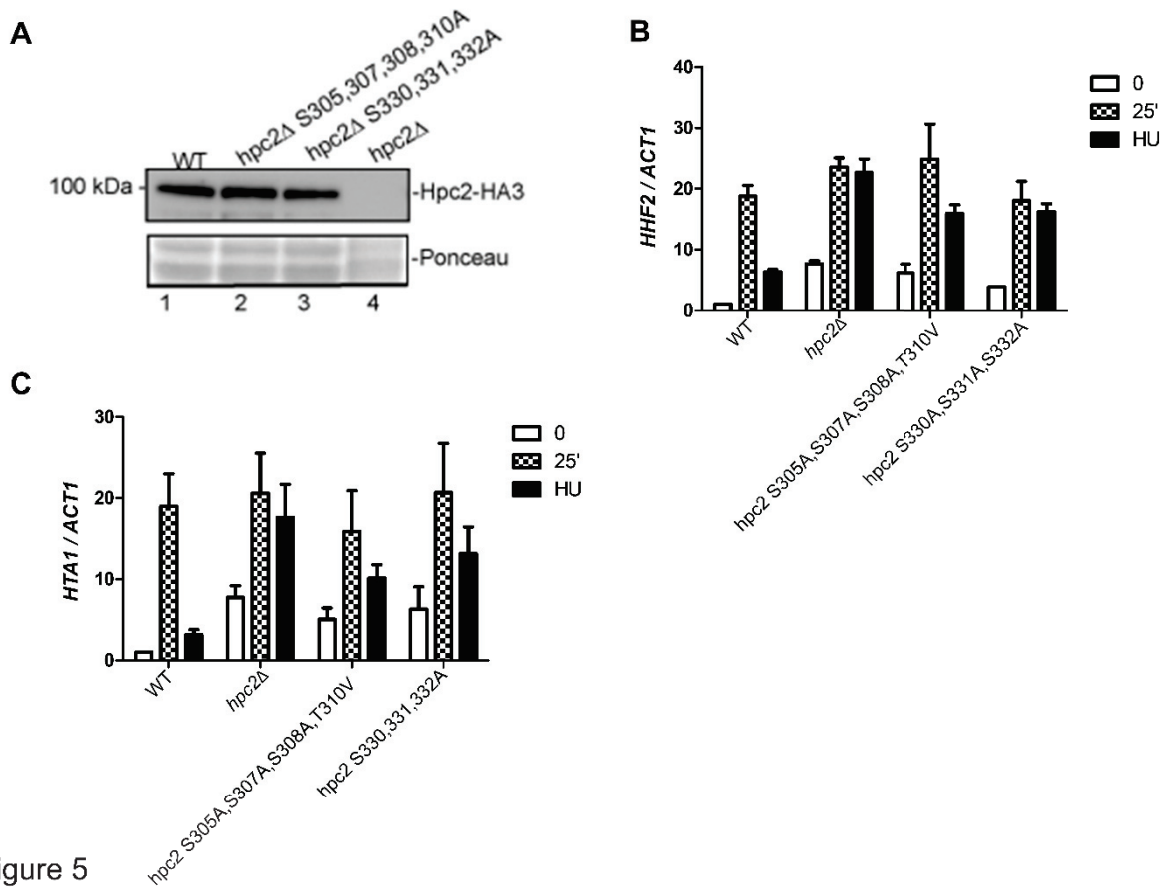 A
WT
hpc2Δ S305,307,308,310A
hpc2Δ S330,331,332A
hpc2Δ
100 kDa -
-Hpc2-HA3
-Ponceau
1 2 3 4
B
HHF2 / ACT1
40
30
20
10
0
0
25'
HU
WT
hpc2Δ
hpc2 S305A,S307A,S308A,T310V
hpc2 S330A,S331A,S332A
C
HTA1 / ACT1
30
20
10
0
0
25'
HU
WT
hpc2Δ
hpc2 S305A,S307A,S308A,T310V
hpc2 S330,331,332A
igure 5